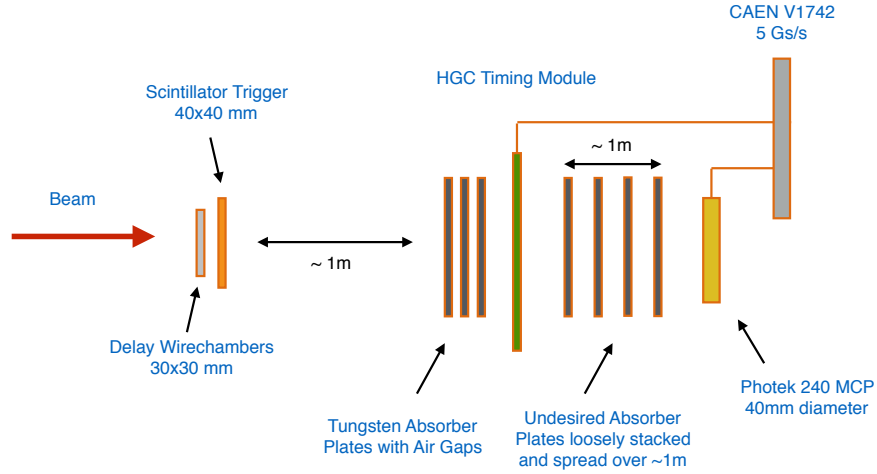 CAEN V1742
5 Gs/s
HGC Timing Module
Scintillator Trigger
40x40 mm
~ 1m
Beam
~ 1m
Delay Wirechambers
30x30 mm
Photek 240 MCP
40mm diameter
Tungsten Absorber
Plates with Air Gaps
Undesired Absorber
Plates loosely stacked
and spread over ~1m